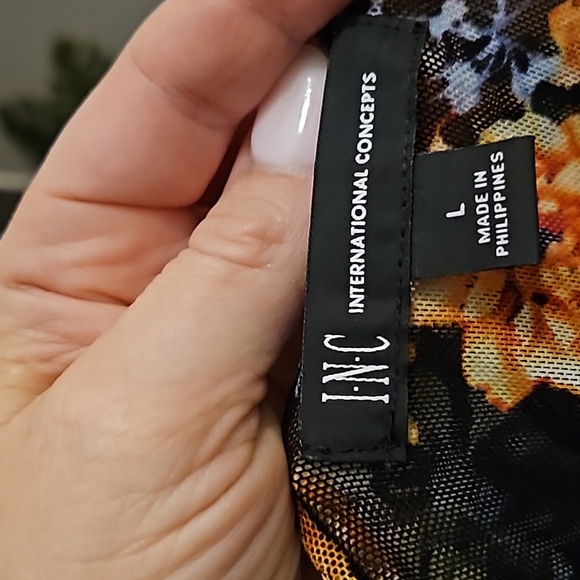 I·N·C INTERNATIONAL CONCEPTS
L
MADE IN
PHILIPPINES